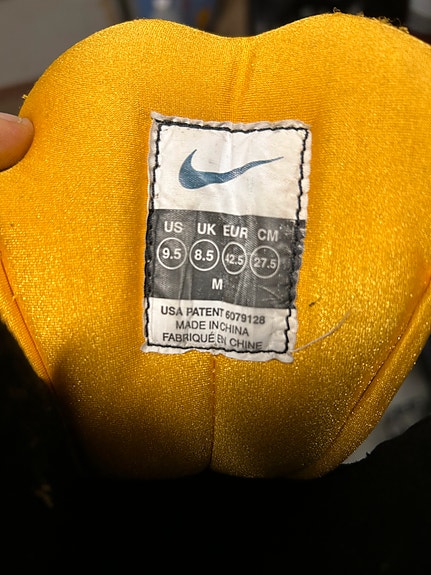 US UK EUR CM
9.5 8.5 42.5 27.5
M
USA PATENT 6079128
MADE IN CHINA
FABRIQUÉ EN CHINE